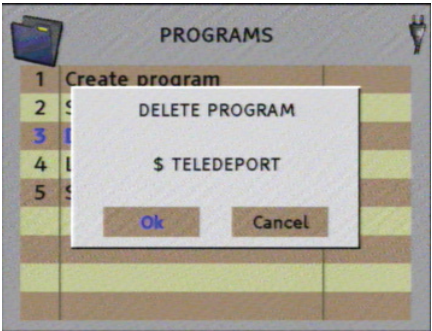 PROGRAMS
1 Create program
2 S
3
DELETE PROGRAM
4 L
$ TELEDEPORT
5 S
Ok Cancel